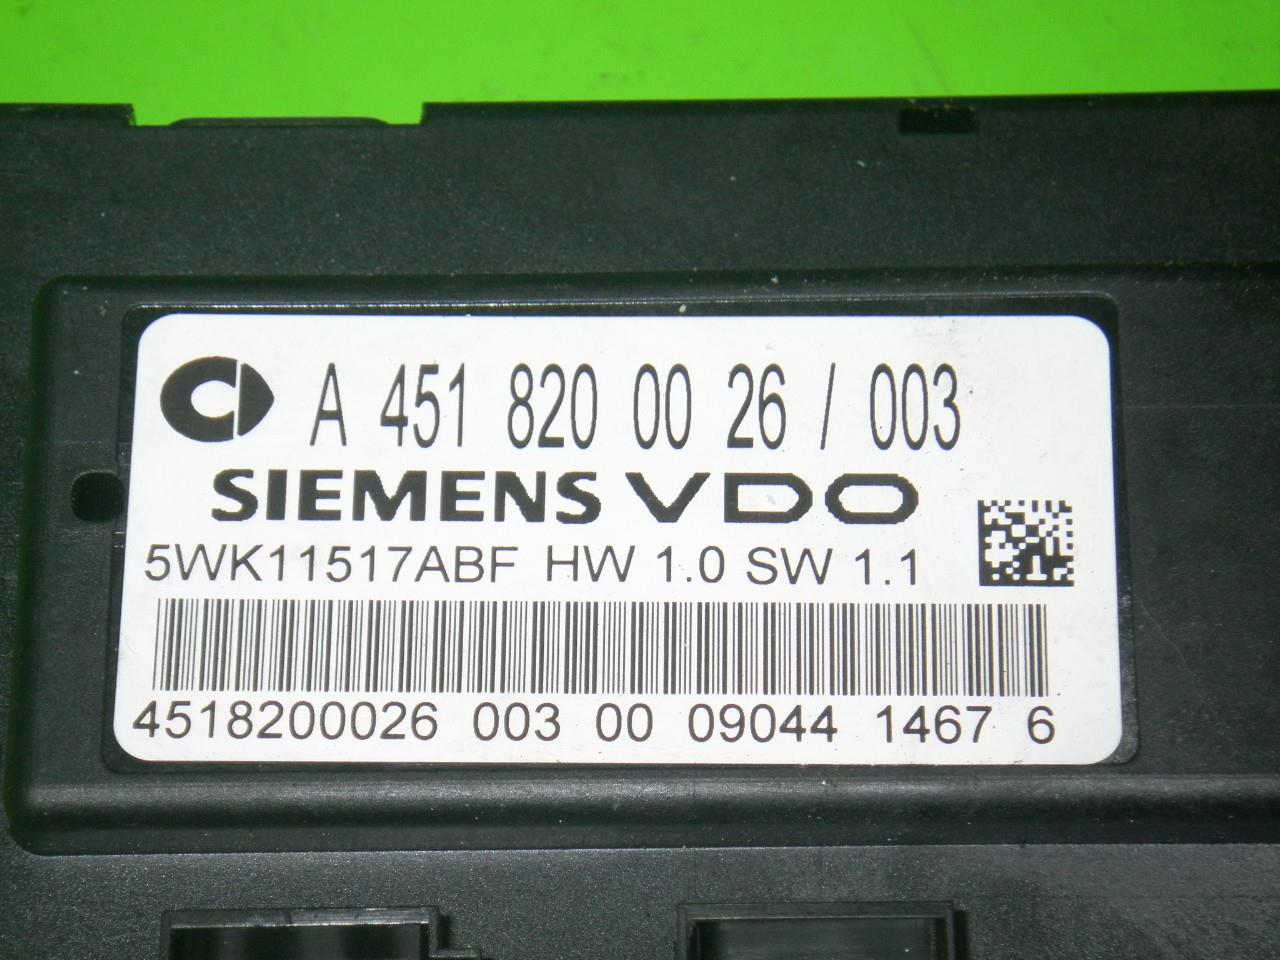 A 451 820 00 26 / 003
SIEMENS VDO
5WK11517ABF HW 1.0 SW 1.1
4518200026 003 00 09044 1467 6